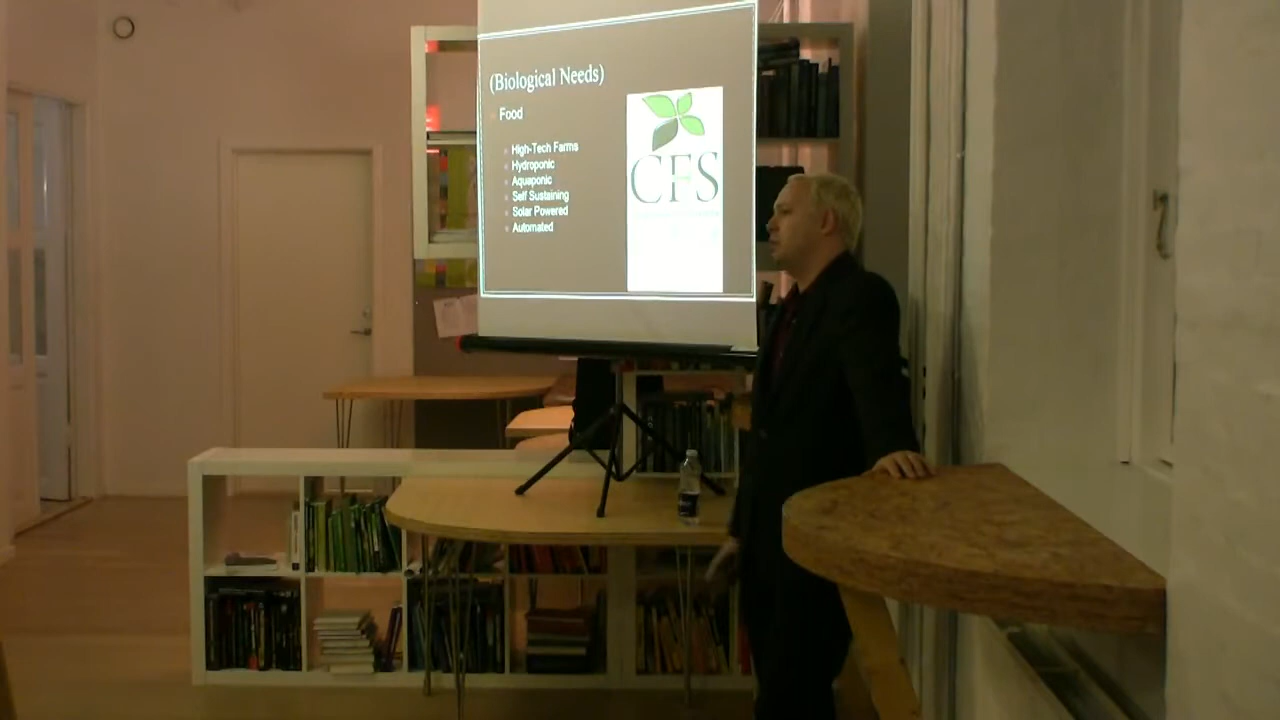 (Biological Needs)
Food
High-Tech Farms
Hydroponic
Aquaponic
Self Sustaining
Solar Powered
Automated
CFS